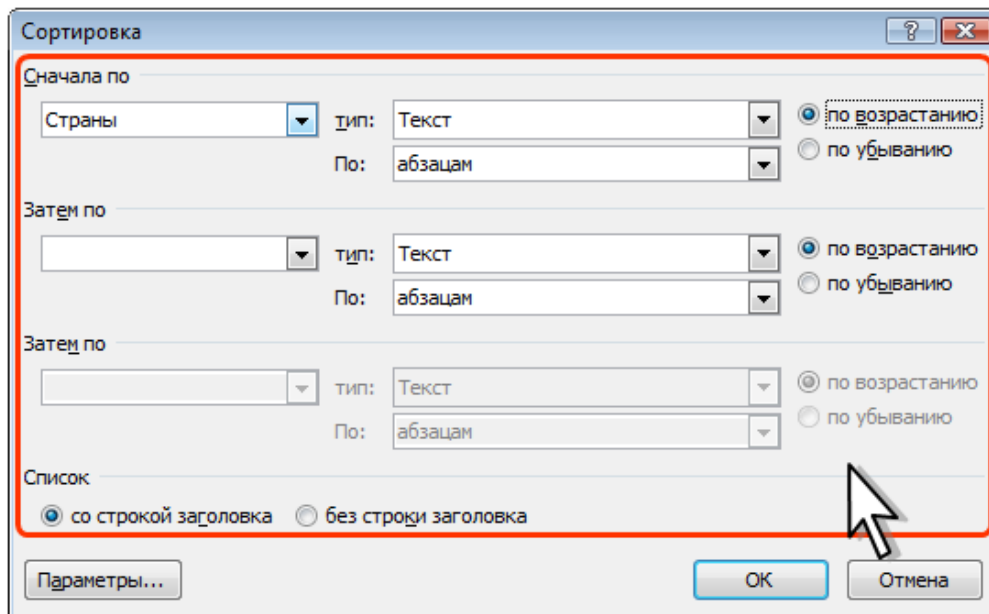 Сортировка
Сначала по
Страны тип: Текст по возрастанию
По: абзацам по убыванию
Затем по
тип: Текст по возрастанию
По: абзацам по убыванию
Затем по
тип: Текст по возрастанию
По: абзацам по убыванию
Список
со строкой заголовка без строки заголовка
Параметры... ОК Отмена